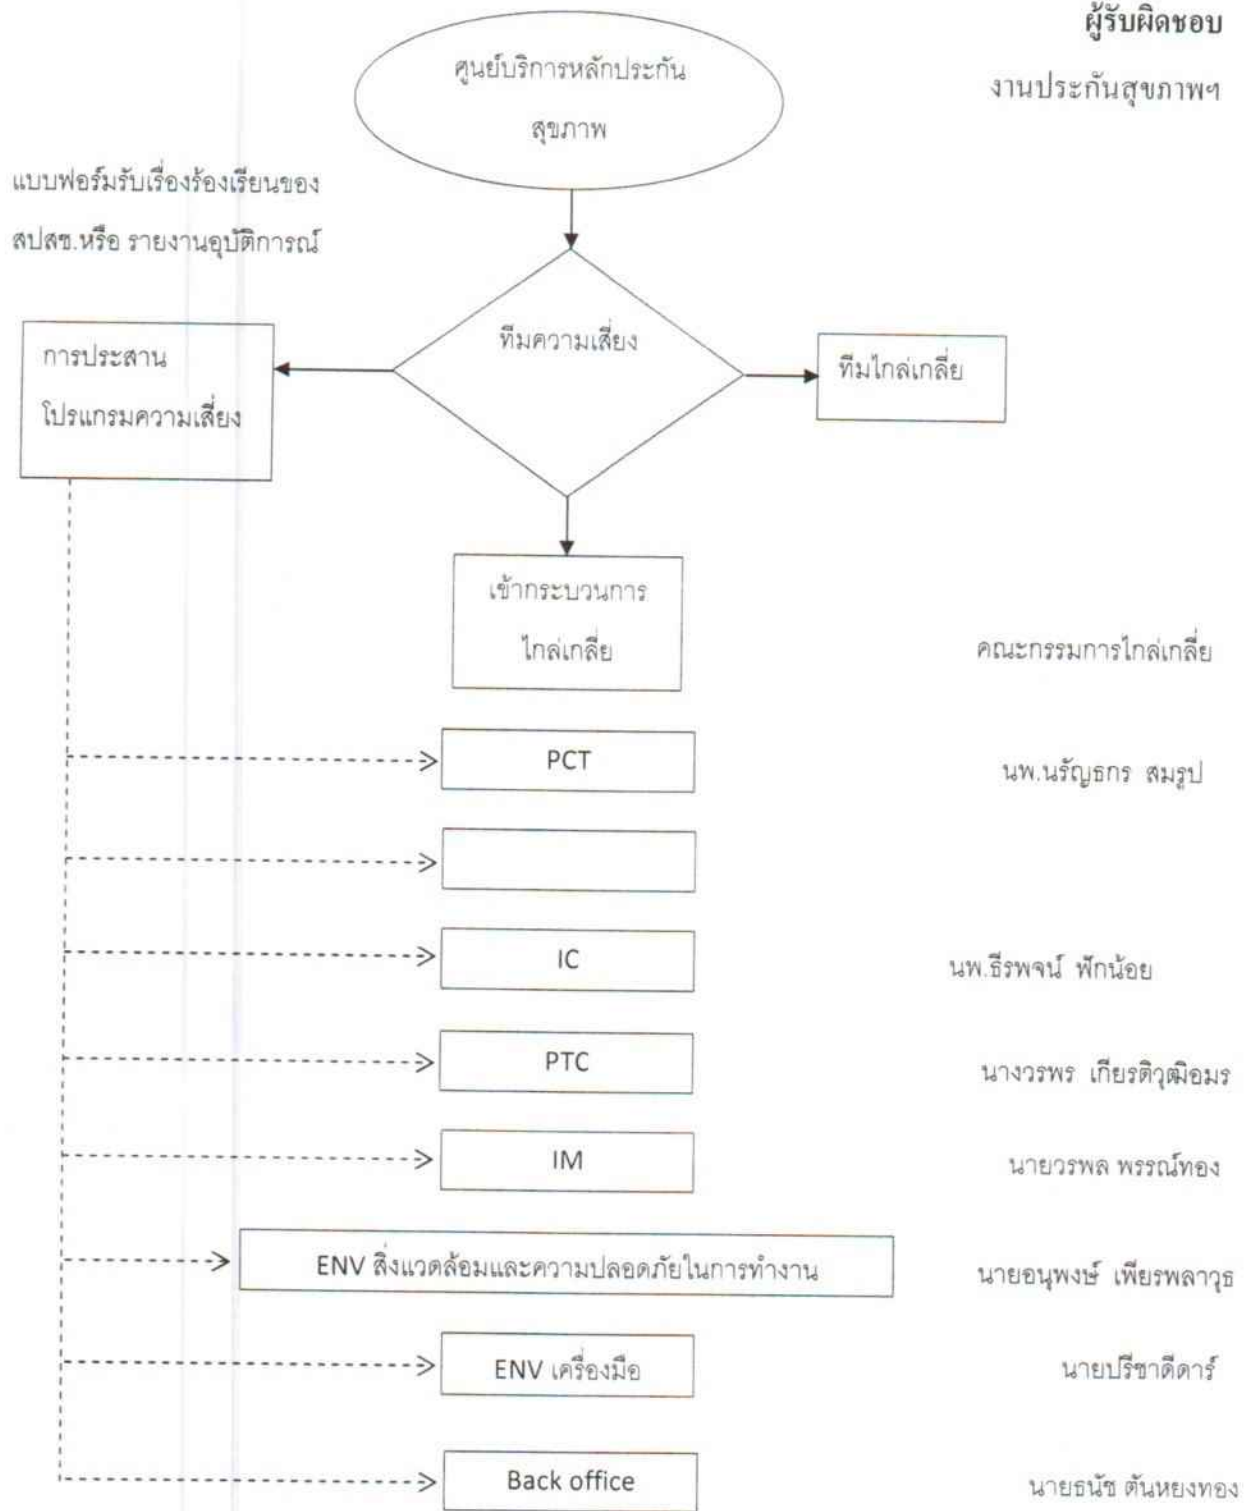 ผู้รับผิดชอบ
ศูนย์บริการหลักประกัน
สุขภาพ
งานประกันสุขภาพฯ
แบบฟอร์มรับเรื่องร้องเรียนของ
สปสช.หรือ รายงานอุบัติการณ์
ทีมความเสี่ยง
การประสาน
โปรแกรมความเสี่ยง
ทีมไกล่เกลี่ย
เข้ากระบวนการ
ไกล่เกลี่ย
คณะกรรมการไกล่เกลี่ย
PCT
นพ.นรัญธกร สมรูป
IC
นพ.ธีรพจน์ ฟักน้อย
PTC
นางวรพร เกียรติวุฒิอมร
IM
นายวรพล พรรณ์ทอง
ENV สิ่งแวดล้อมและความปลอดภัยในการทำงาน
นายอนุพงษ์ เพียรพลาวุธ
ENV เครื่องมือ
นายปรีชาดีดาร์
Back office
นายธนัช ตันหยงทอง